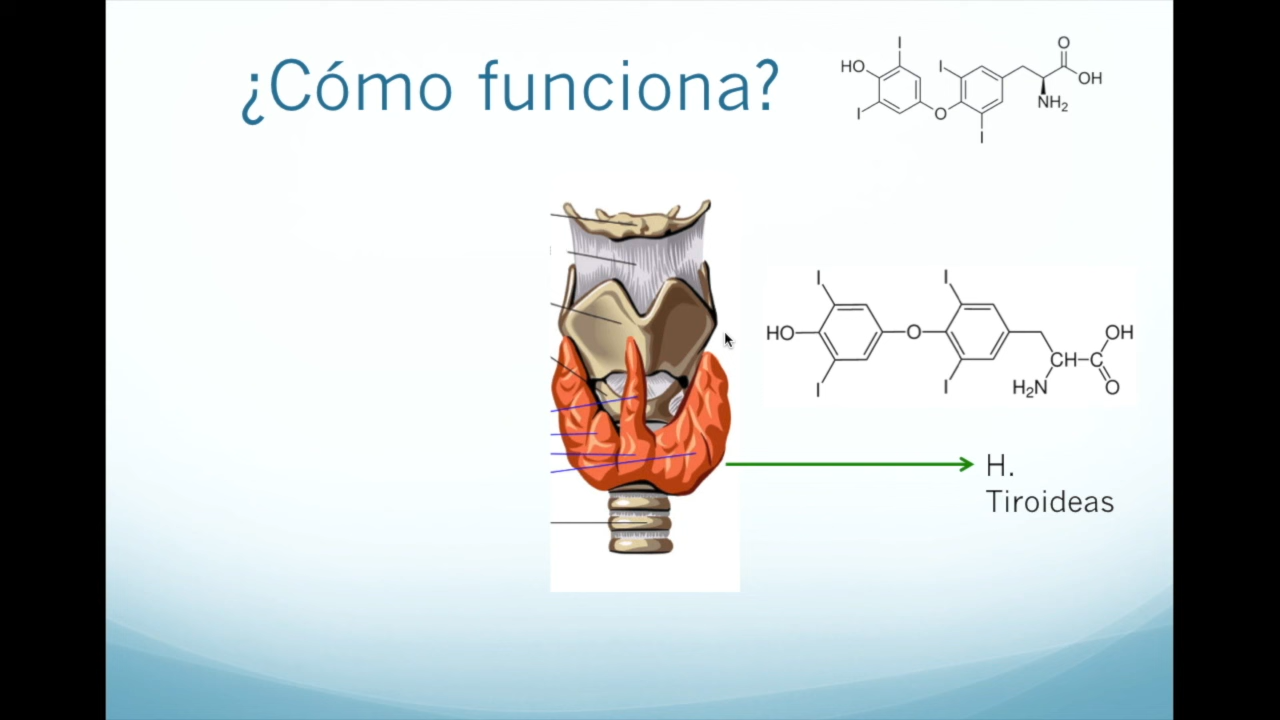 ¿Cómo funciona?
I
HO
I
I
O
I
O
OH
NH₂
I
I
HO
O
I
I
OH
CH
C
H₂N
O
H.
Tiroideas